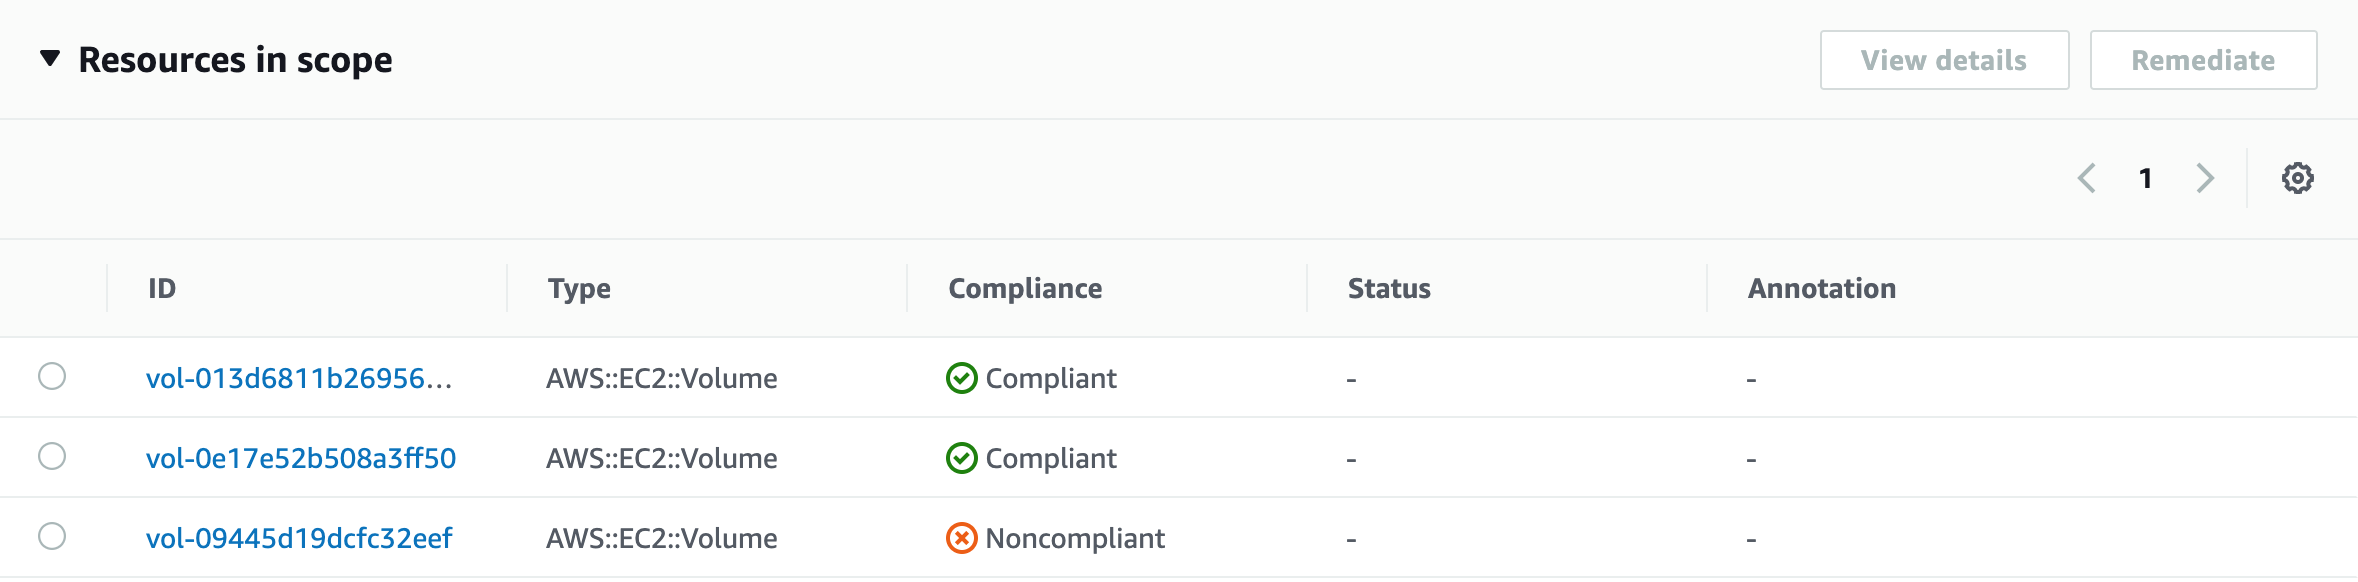 Resources in scope View details Remediate
1
ID Type Compliance Status Annotation
vol-013d6811b26956... AWS::EC2::Volume Compliant - -
vol-0e17e52b508a3ff50 AWS::EC2::Volume Compliant - -
vol-09445d19dcfc32eef AWS::EC2::Volume Noncompliant - -